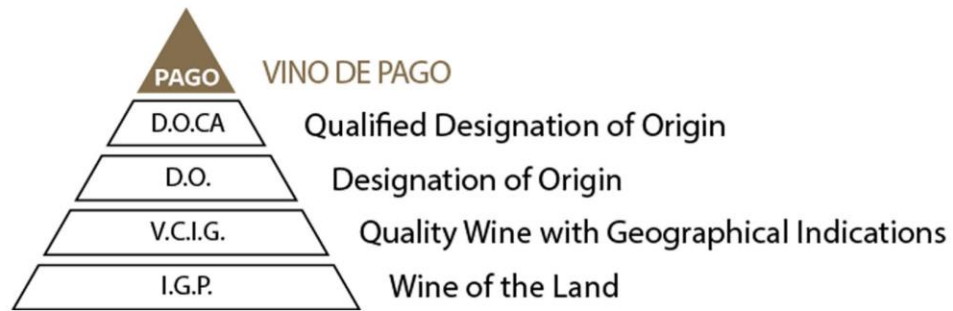 PAGO VINO DE PAGO
D.O.CA Qualified Designation of Origin
D.O. Designation of Origin
V.C.I.G. Quality Wine with Geographical Indications
I.G.P. Wine of the Land